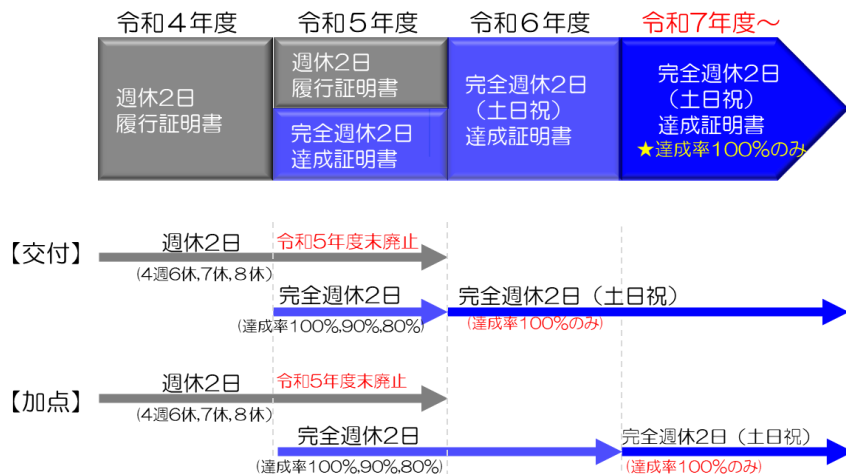 令和4年度
令和5年度
令和6年度
令和7年度～
週休2日
履行証明書
週休2日
履行証明書
完全週休2日
達成証明書
完全週休2日
（土日祝）
達成証明書
完全週休2日
（土日祝）
達成証明書
★達成率100%のみ
【交付】
週休2日
令和5年度末廃止
(4週6休,7休,8休)
完全週休2日
完全週休2日（土日祝）
(達成率100%,90%,80%)
(達成率100%のみ)
【加点】
週休2日
令和5年度末廃止
(4週6休,7休,8休)
完全週休2日
完全週休2日（土日祝）
(達成率100%,90%,80%)
(達成率100%のみ)